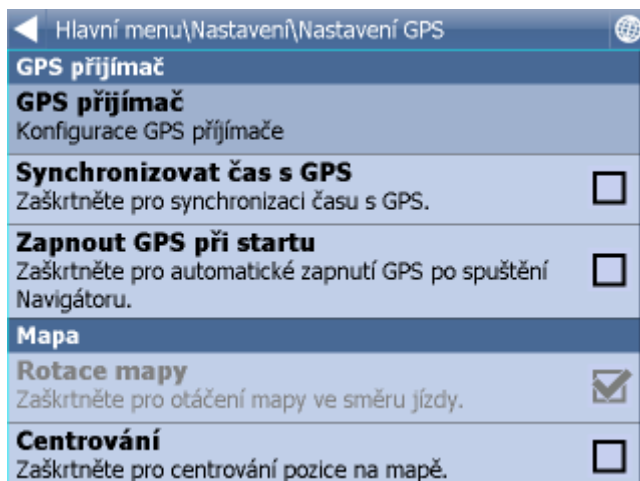 Hlavní menu\Nastavení\Nastavení GPS
GPS přijímač
GPS přijímač
Konfigurace GPS příjímače
Synchronizovat čas s GPS
Zaškrtněte pro synchronizaci času s GPS.
Zapnout GPS při startu
Zaškrtněte pro automatické zapnutí GPS po spuštění
Navigátoru.
Mapa
Rotace mapy
Zaškrtněte pro otáčení mapy ve směru jízdy.
Centrování
Zaškrtněte pro centrování pozice na mapě.